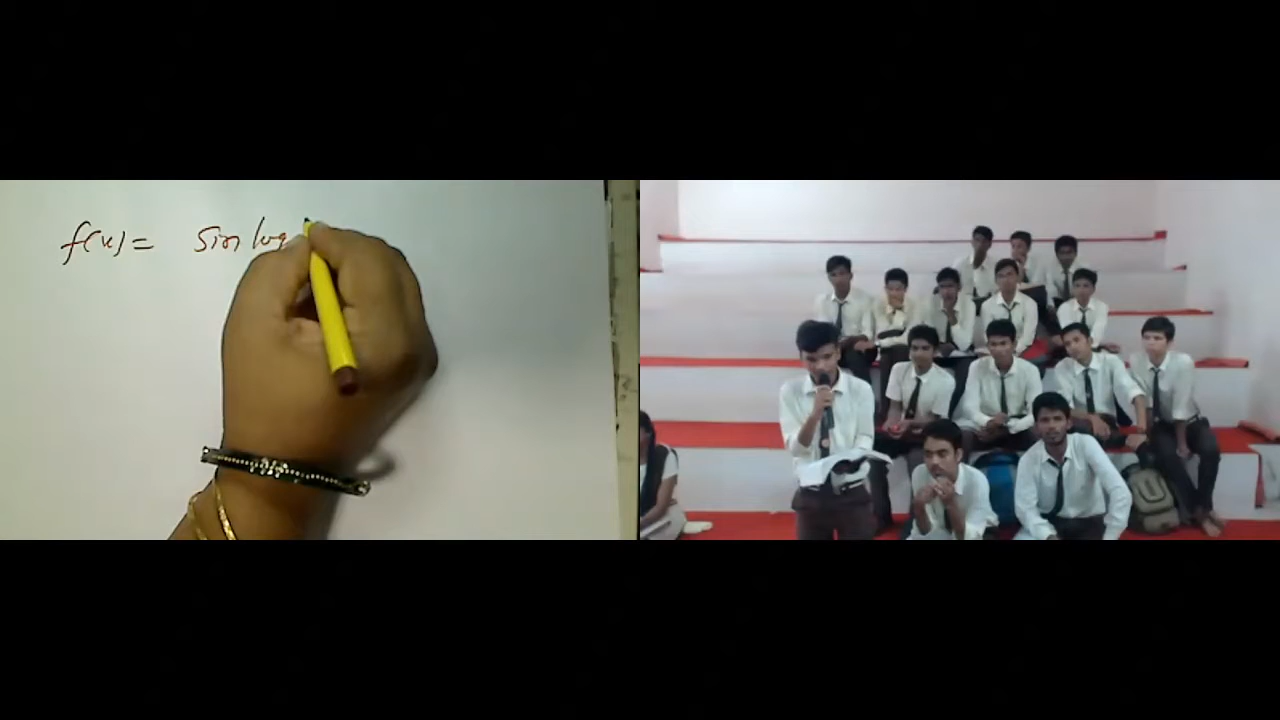 f(x) = sin log